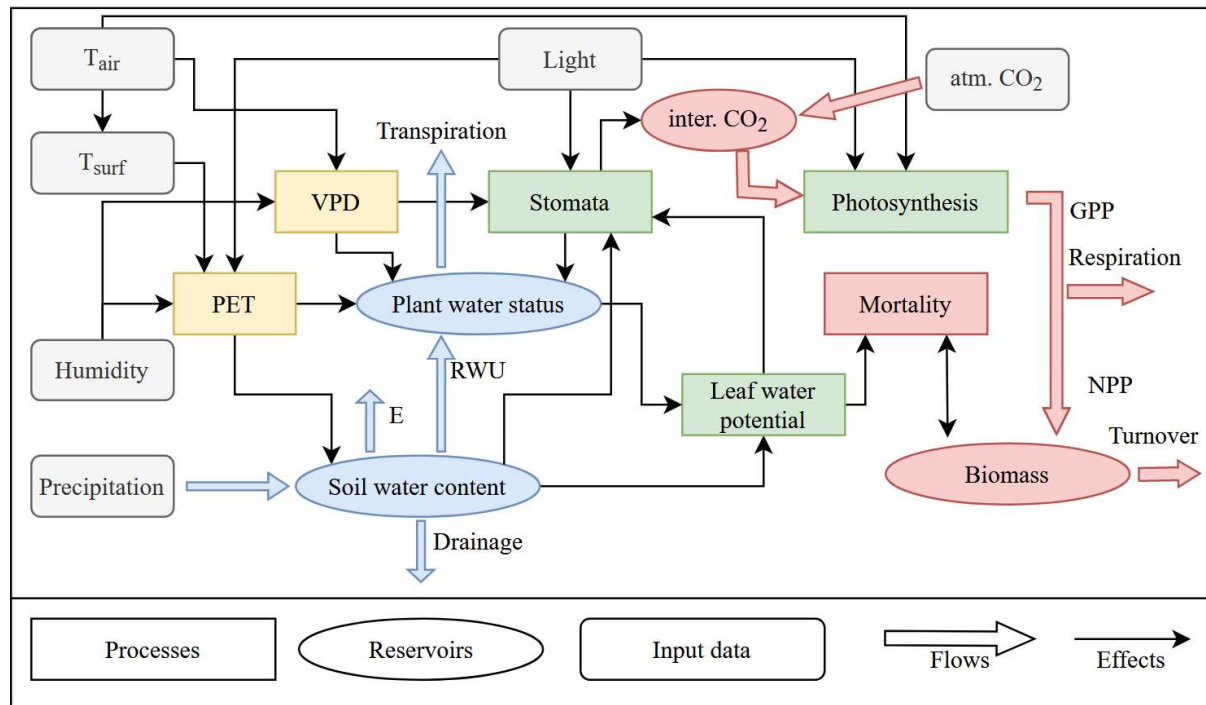 T_air
Light
atm. CO₂
inter. CO₂
Transpiration
T_surf
VPD
Stomata
Photosynthesis
GPP
Respiration
PET
Plant water status
Mortality
Humidity
RWU
Leaf water
potential
NPP
E
Turnover
Precipitation
Soil water content
Biomass
Drainage
Processes
Reservoirs
Input data
Flows
Effects